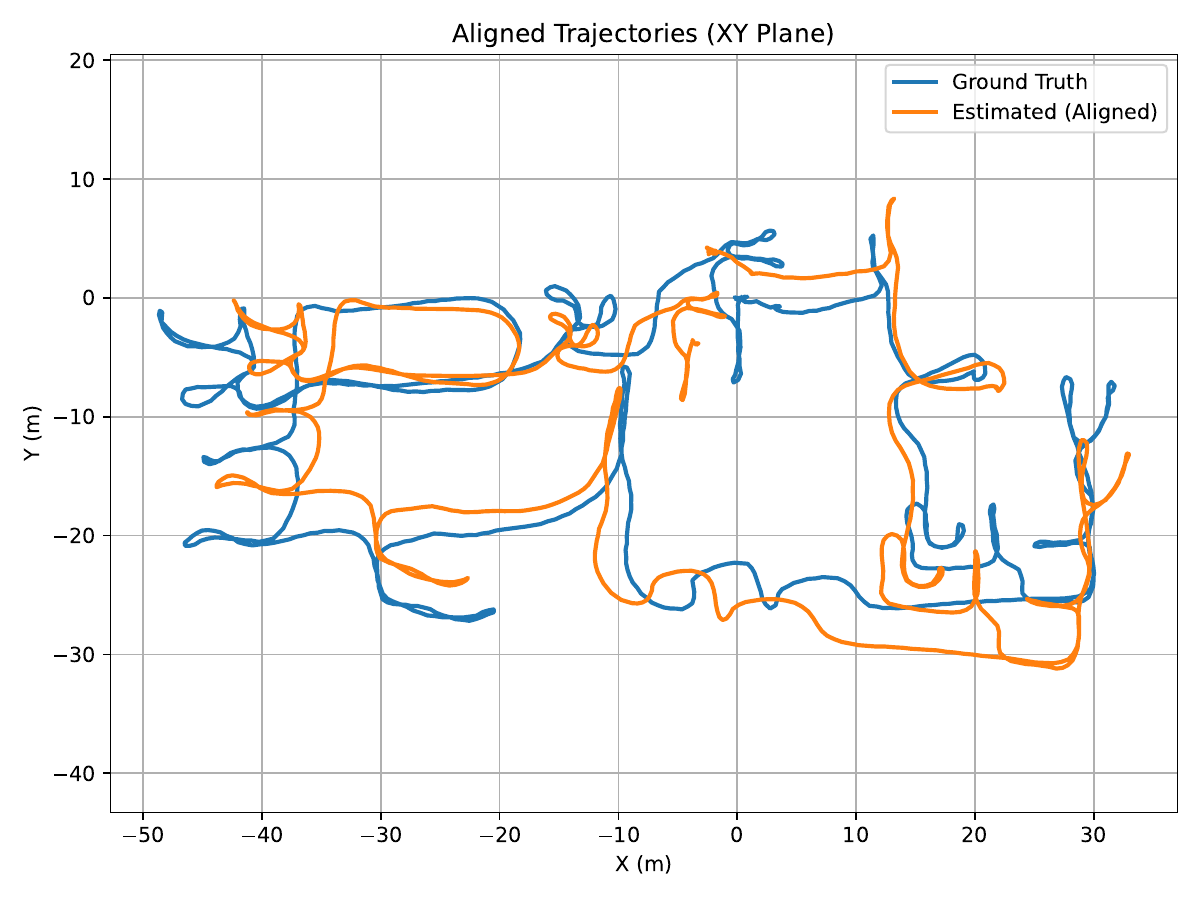 Aligned Trajectories (XY Plane)
Ground Truth
Estimated (Aligned)
20
10
0
−10
−20
−30
−40
Y (m)
−50 −40 −30 −20 −10 0 10 20 30
X (m)